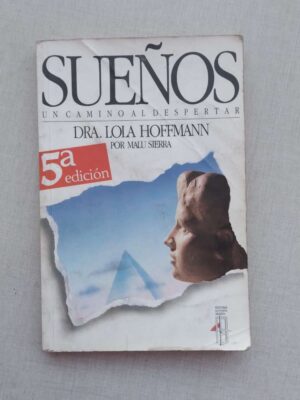 SUEÑOS
UN CAMINO AL DESPERTAR
DRA. LOLA HOFFMANN
POR MALU SIERRA
5a
edición